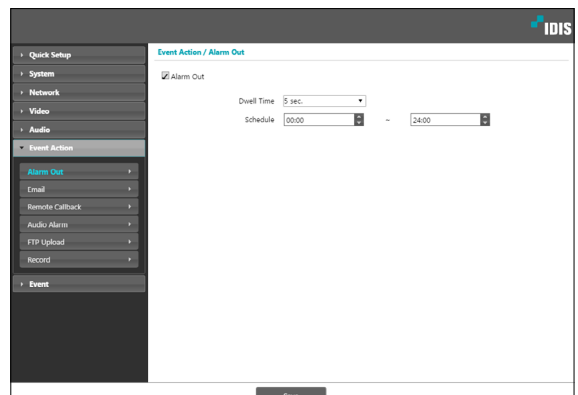 IDIS
Quick Setup
System
Network
Video
Audio
Event Action
Alarm Out
Email
Remote Callback
Audio Alarm
FTP Upload
Record
Event
Event Action / Alarm Out
Alarm Out
Dwell Time 5 sec.
Schedule 00:00 ~ 24:00